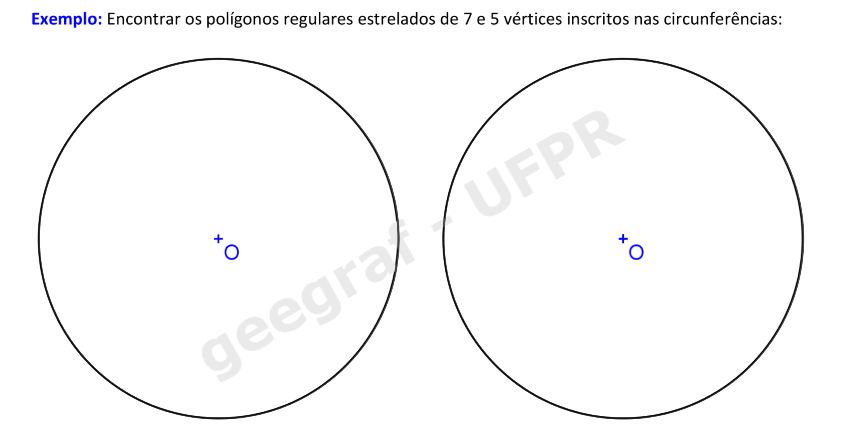 Exemplo: Encontrar os polígonos regulares estrelados de 7 e 5 vértices inscritos nas circunferências:
O
O
geegraf - UFPR